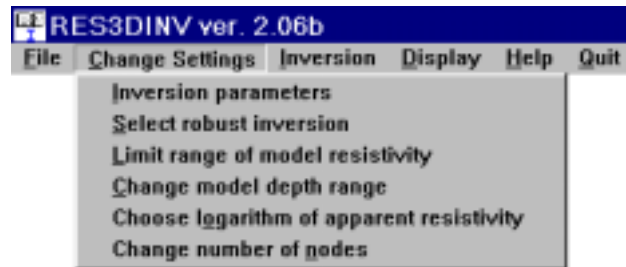 RES3DINV ver. 2.06b
File Change Settings Inversion Display Help Quit
Inversion parameters
Select robust inversion
Limit range of model resistivity
Change model depth range
Choose logarithm of apparent resistivity
Change number of nodes